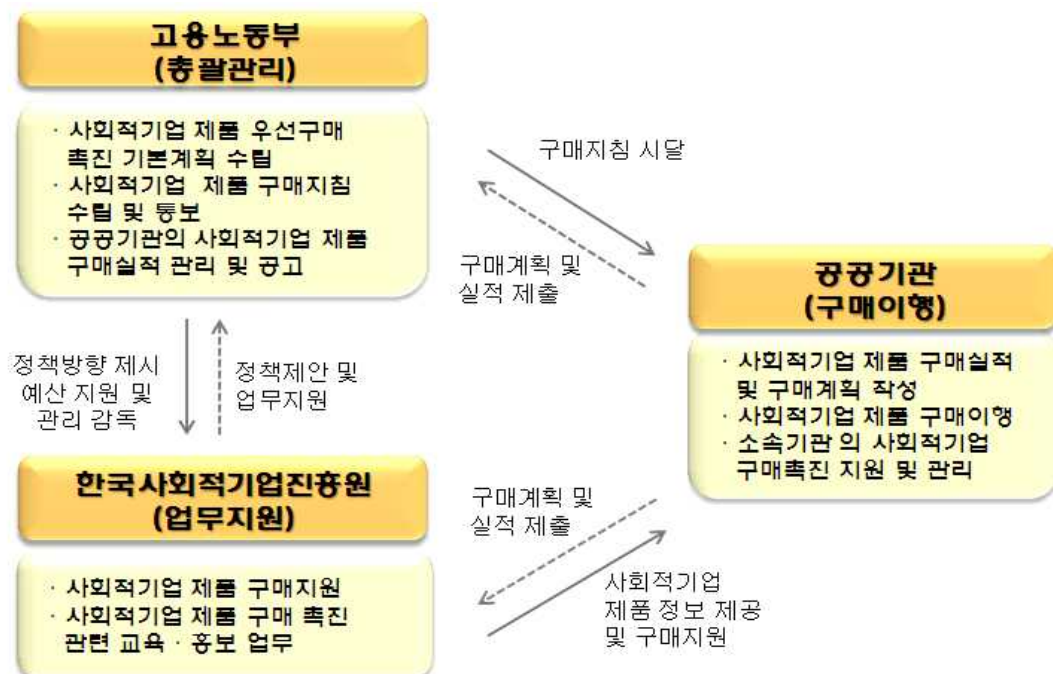 고용노동부
(총괄관리)
· 사회적기업 제품 우선구매
촉진 기본계획 수립
· 사회적기업 제품 구매지침
수립 및 통보
· 공공기관의 사회적기업 제품
구매실적 관리 및 공고
구매지침 시달
구매계획 및
실적 제출
공공기관
(구매이행)
· 사회적기업 제품 구매실적
및 구매계획 작성
· 사회적기업 제품 구매이행
· 소속기관의 사회적기업
구매촉진 지원 및 관리
정책방향 제시
예산 지원 및
관리 감독
정책제안 및
업무지원
한국사회적기업진흥원
(업무지원)
· 사회적기업 제품 구매지원
· 사회적기업 제품 구매 촉진
관련 교육 · 홍보 업무
구매계획 및
실적 제출
사회적기업
제품 정보 제공
및 구매지원